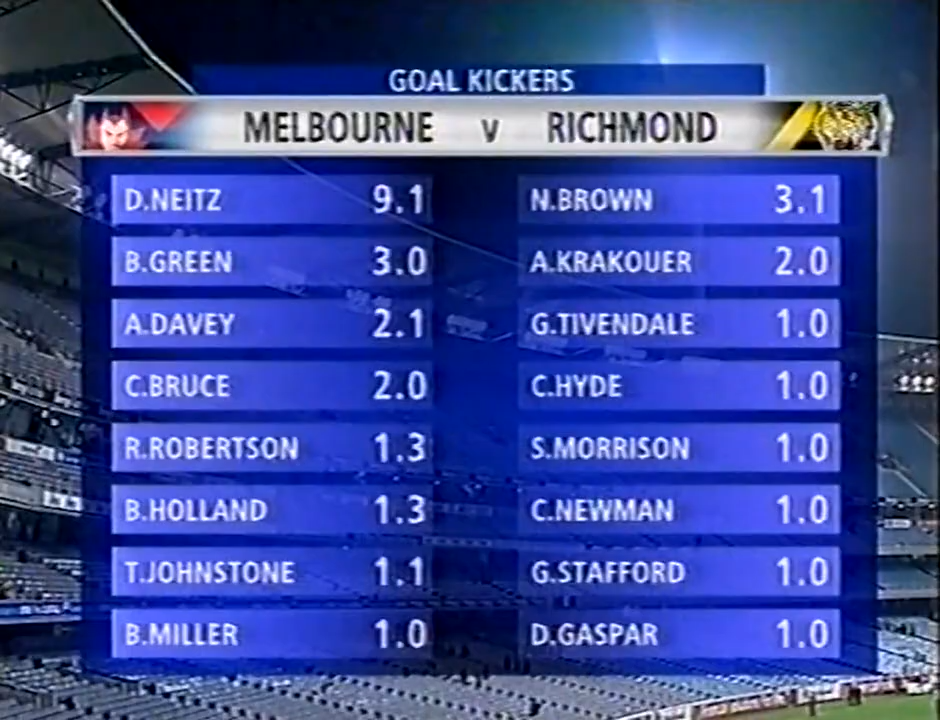 GOAL KICKERS
MELBOURNE v RICHMOND
D.NEITZ 9.1 N.BROWN 3.1
B.GREEN 3.0 A.KRAKOUER 2.0
A.DAVEY 2.1 G.TIVENDALE 1.0
C.BRUCE 2.0 C.HYDE 1.0
R.ROBERTSON 1.3 S.MORRISON 1.0
B.HOLLAND 1.3 C.NEWMAN 1.0
T.JOHNSTONE 1.1 G.STAFFORD 1.0
B.MILLER 1.0 D.GASPAR 1.0